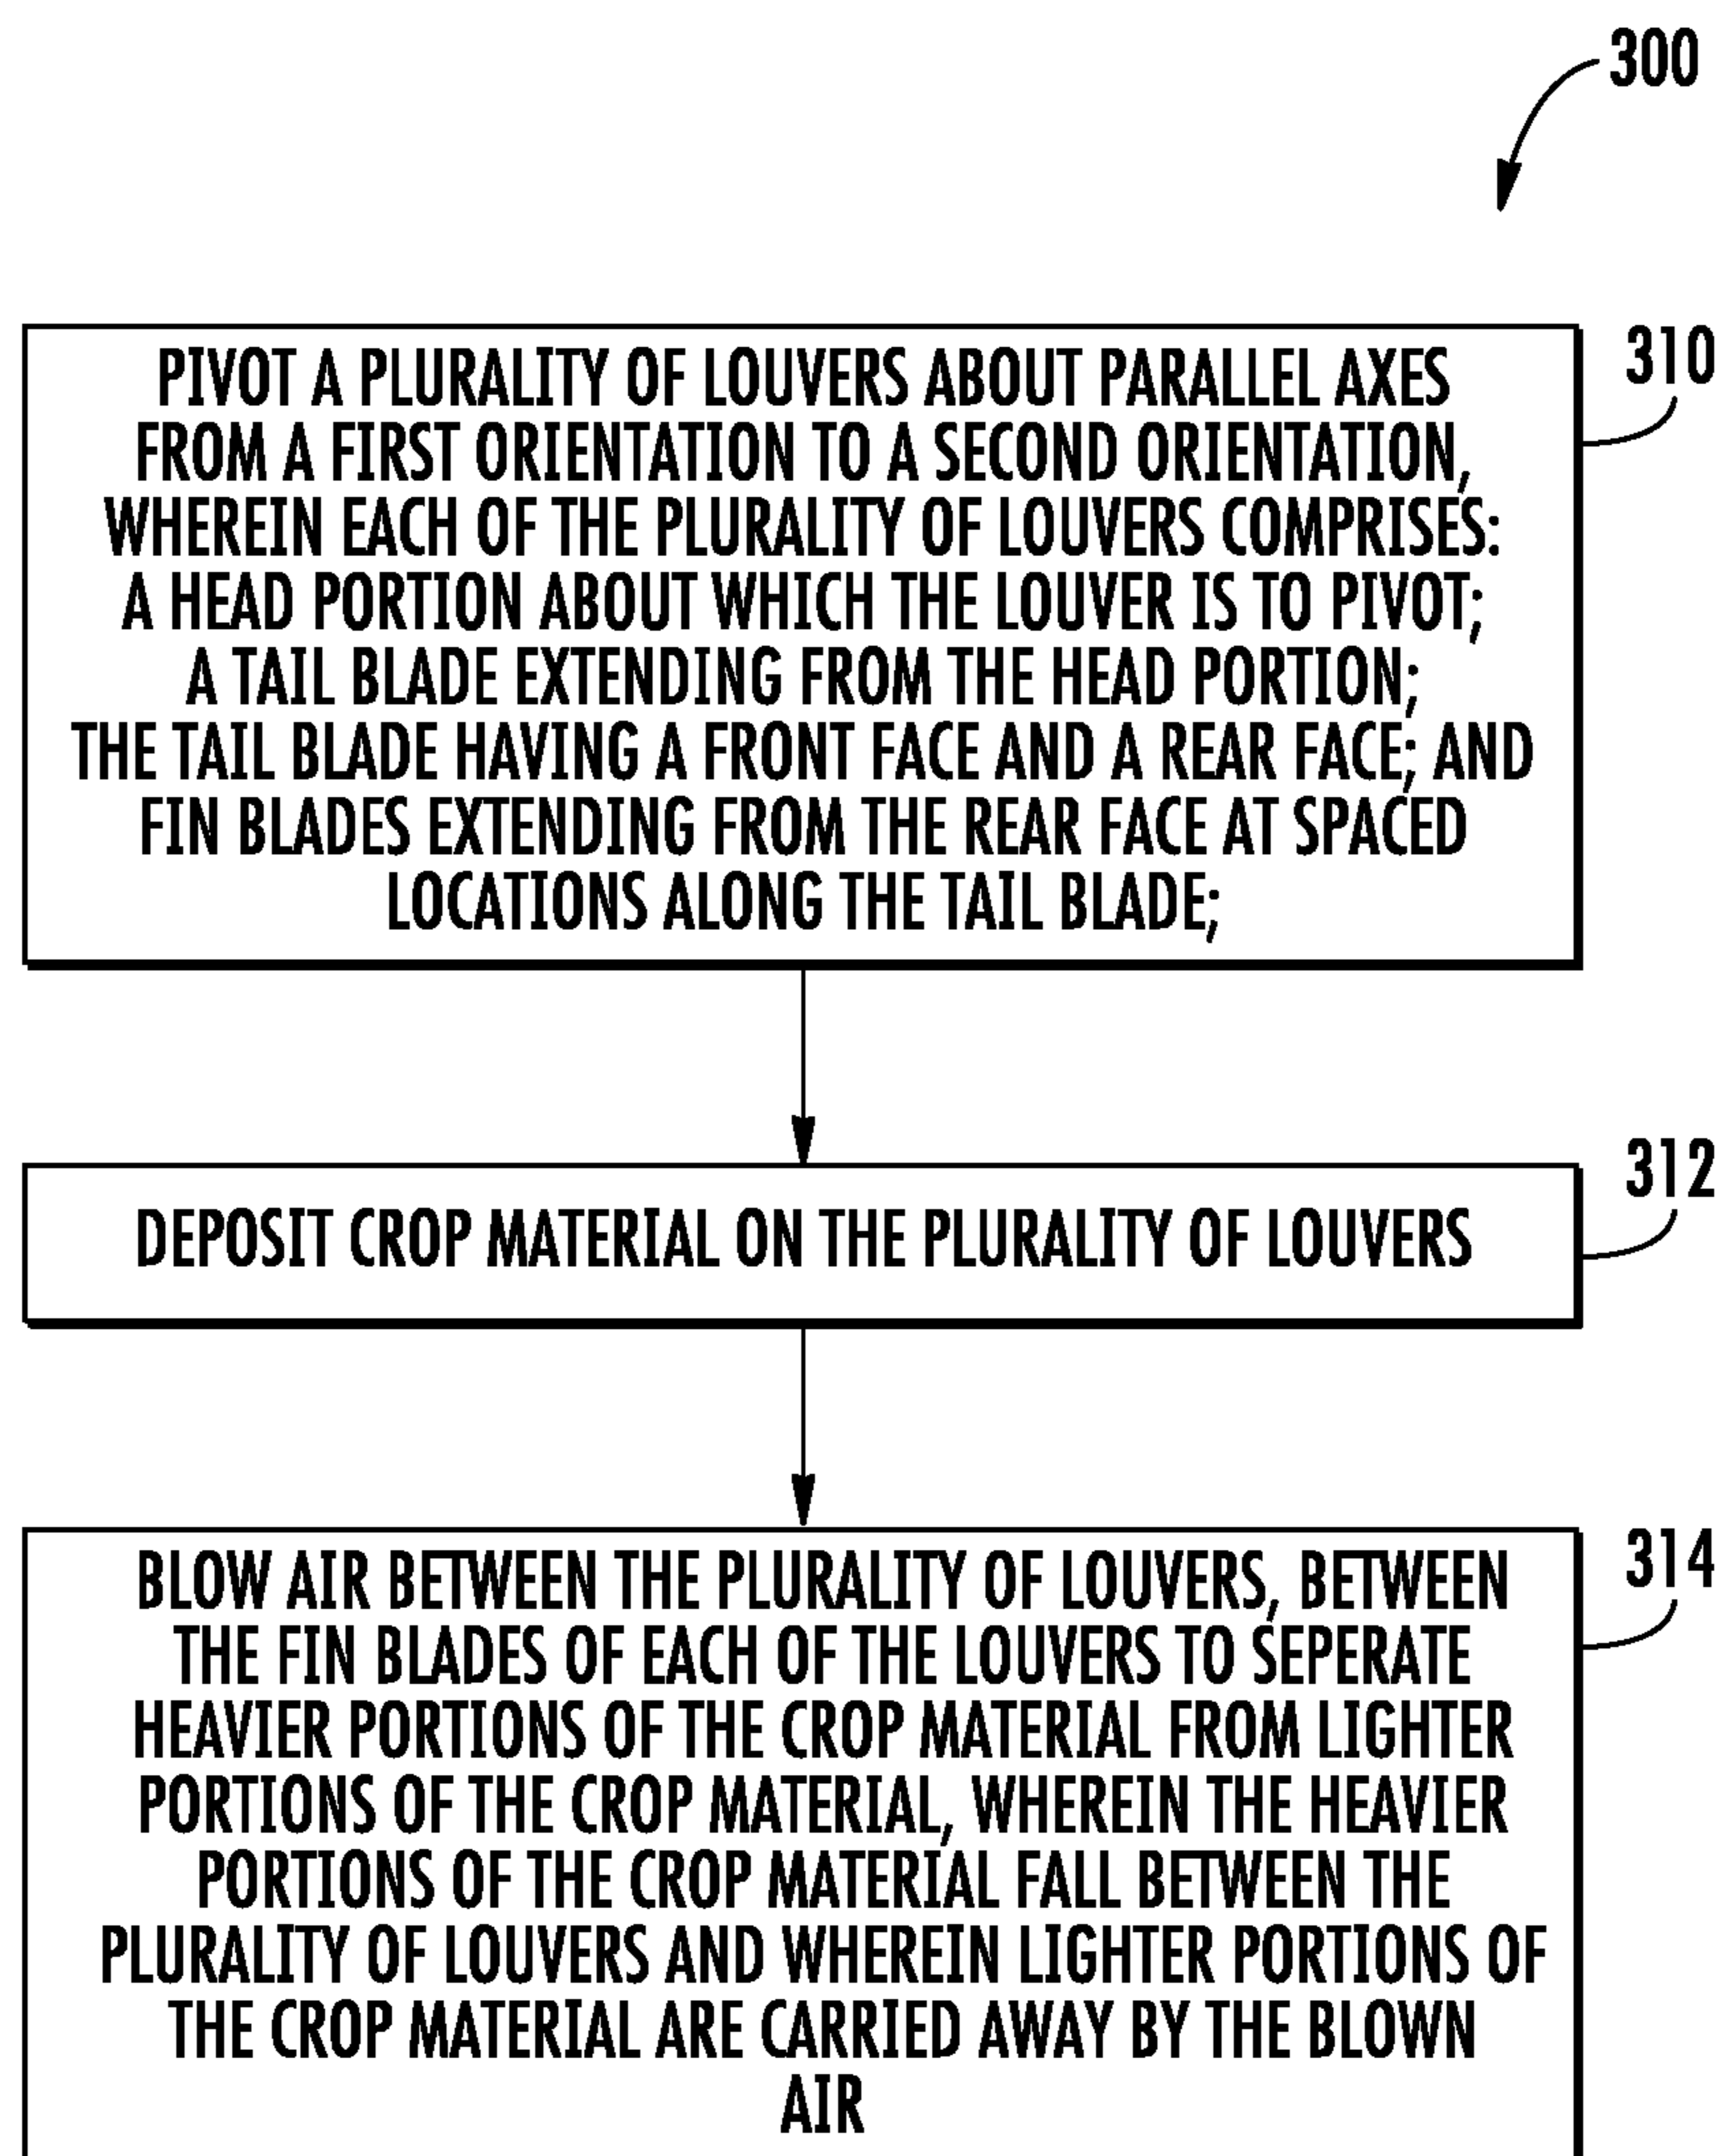 300
310
PIVOT A PLURALITY OF LOUVERS ABOUT PARALLEL AXES
FROM A FIRST ORIENTATION TO A SECOND ORIENTATION,
WHEREIN EACH OF THE PLURALITY OF LOUVERS COMPRISES:
A HEAD PORTION ABOUT WHICH THE LOUVER IS TO PIVOT;
A TAIL BLADE EXTENDING FROM THE HEAD PORTION;
THE TAIL BLADE HAVING A FRONT FACE AND A REAR FACE; AND
FIN BLADES EXTENDING FROM THE REAR FACE AT SPACED
LOCATIONS ALONG THE TAIL BLADE;
312
DEPOSIT CROP MATERIAL ON THE PLURALITY OF LOUVERS
314
BLOW AIR BETWEEN THE PLURALITY OF LOUVERS, BETWEEN
THE FIN BLADES OF EACH OF THE LOUVERS TO SEPERATE
HEAVIER PORTIONS OF THE CROP MATERIAL FROM LIGHTER
PORTIONS OF THE CROP MATERIAL, WHEREIN THE HEAVIER
PORTIONS OF THE CROP MATERIAL FALL BETWEEN THE
PLURALITY OF LOUVERS AND WHEREIN LIGHTER PORTIONS OF
THE CROP MATERIAL ARE CARRIED AWAY BY THE BLOWN
AIR